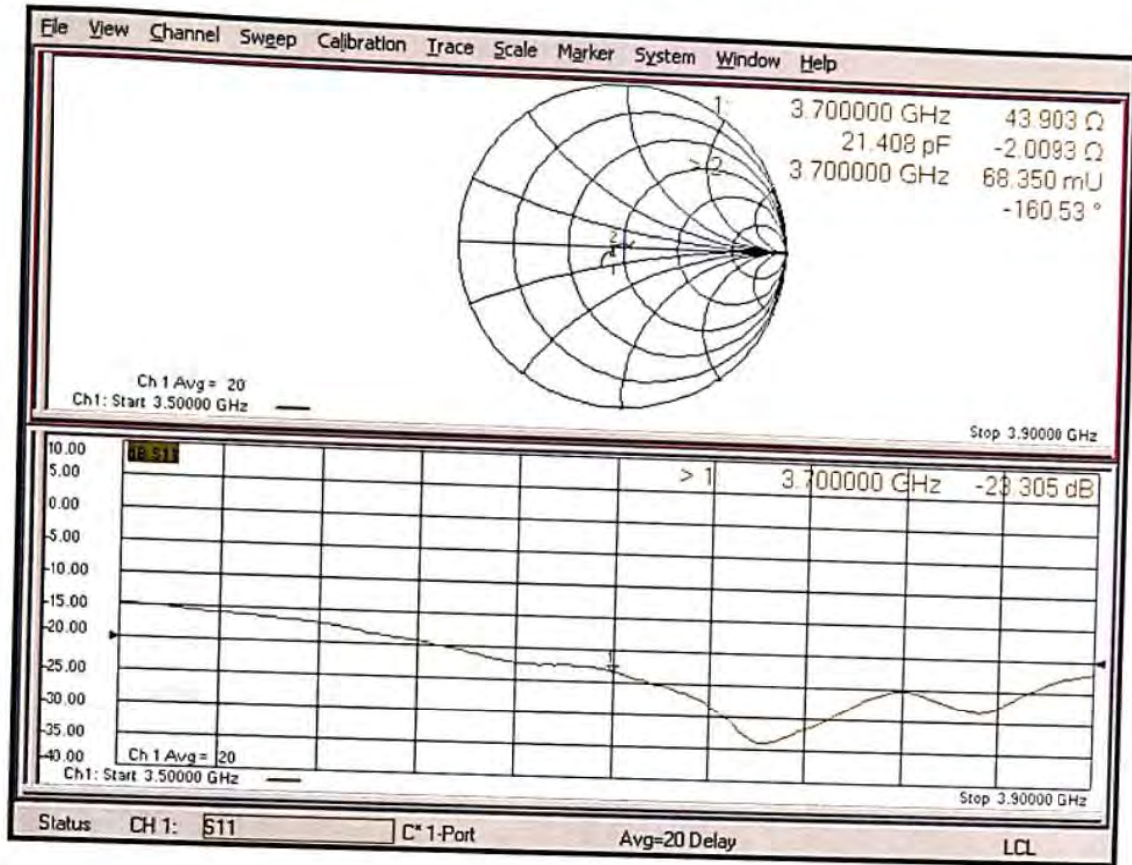 File View Channel Sweep Calibration Trace Scale Marker System Window Help
1: 3.700000 GHz 43.903 Ω
21.408 pF -2.0093 Ω
> 2 3.700000 GHz 68.350 mU
-160.53 °
2
1
Ch 1 Avg = 20
Ch1: Start 3.50000 GHz
Stop 3.90000 GHz
10.00
dB S11
> 1 3.700000 GHz -23.305 dB
5.00
0.00
-5.00
-10.00
-15.00
-20.00
-25.00
1
-30.00
-35.00
-40.00
Ch 1 Avg = 20
Ch1: Start 3.50000 GHz
Stop 3.90000 GHz
Status CH 1: S11 C* 1-Port Avg=20 Delay LCL